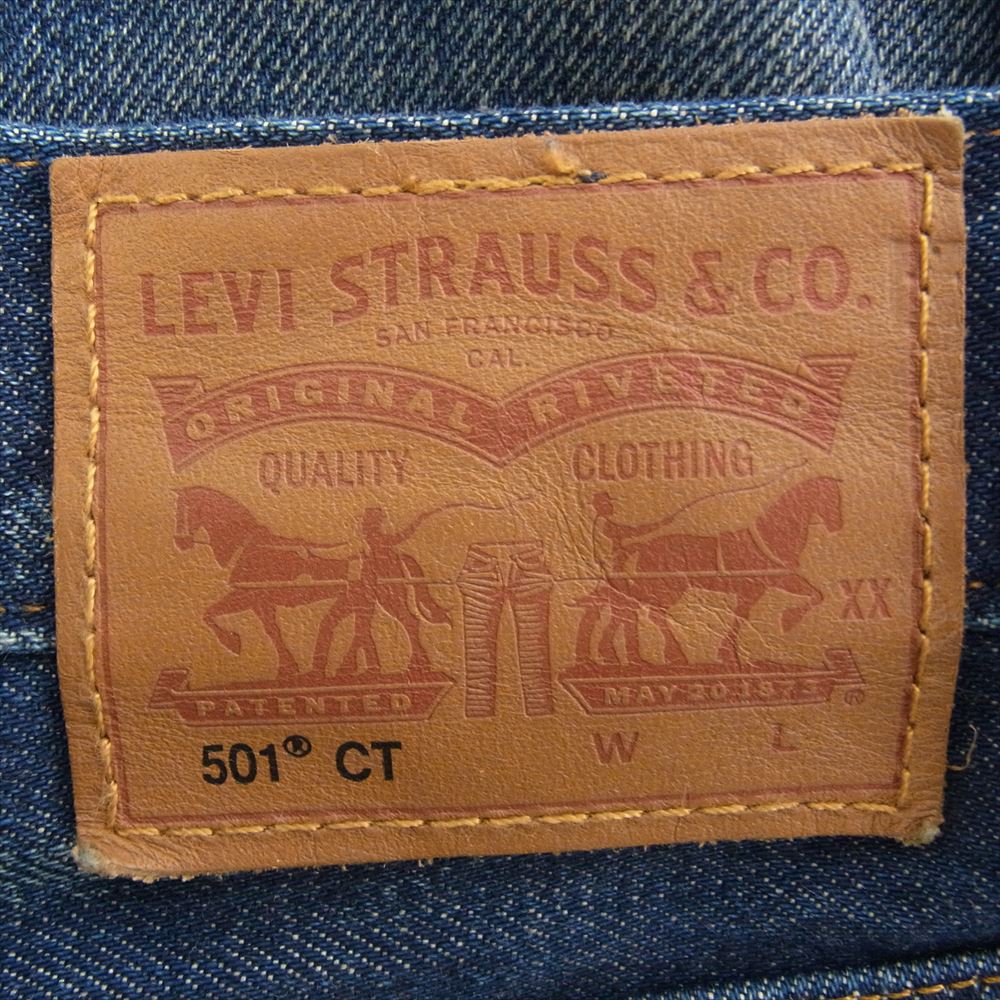 LEVI STRAUSS & CO.
SAN FRANCISCO
CAL.
ORIGINAL RIVETED
QUALITY CLOTHING
XX
PATENTED MAY 20 1873 ®
501® CT W L